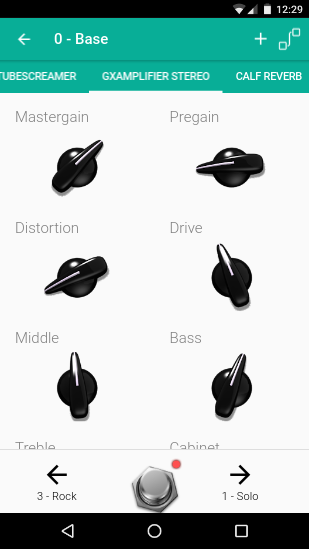 12:29
0 - Base
TUBESCREAMER GXAMPLIFIER STEREO CALF REVERB
Mastergain Pregain
Distortion Drive
Middle Bass
Treble Cabinet
3 - Rock 1 - Solo